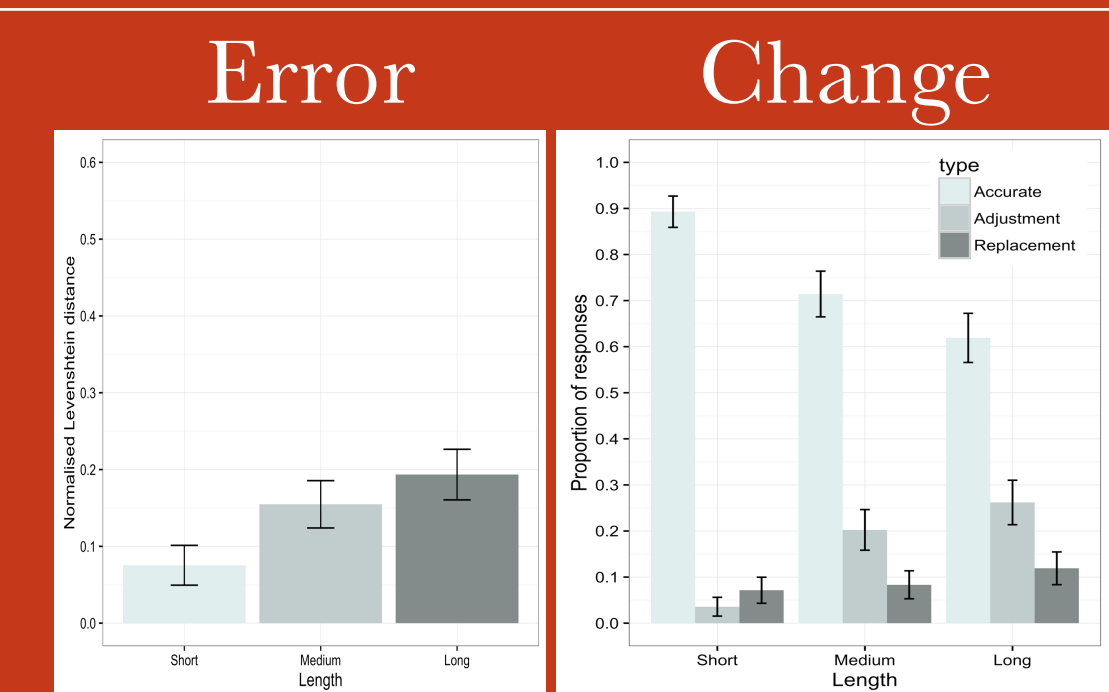 Error
Change
Normalised Levenshtein distance
0.6
0.5
0.4
0.3
0.2
0.1
0.0
Short Medium Long
Length
Proportion of responses
1.0
0.9
0.8
0.7
0.6
0.5
0.4
0.3
0.2
0.1
0.0
type
Accurate
Adjustment
Replacement
Short Medium Long
Length